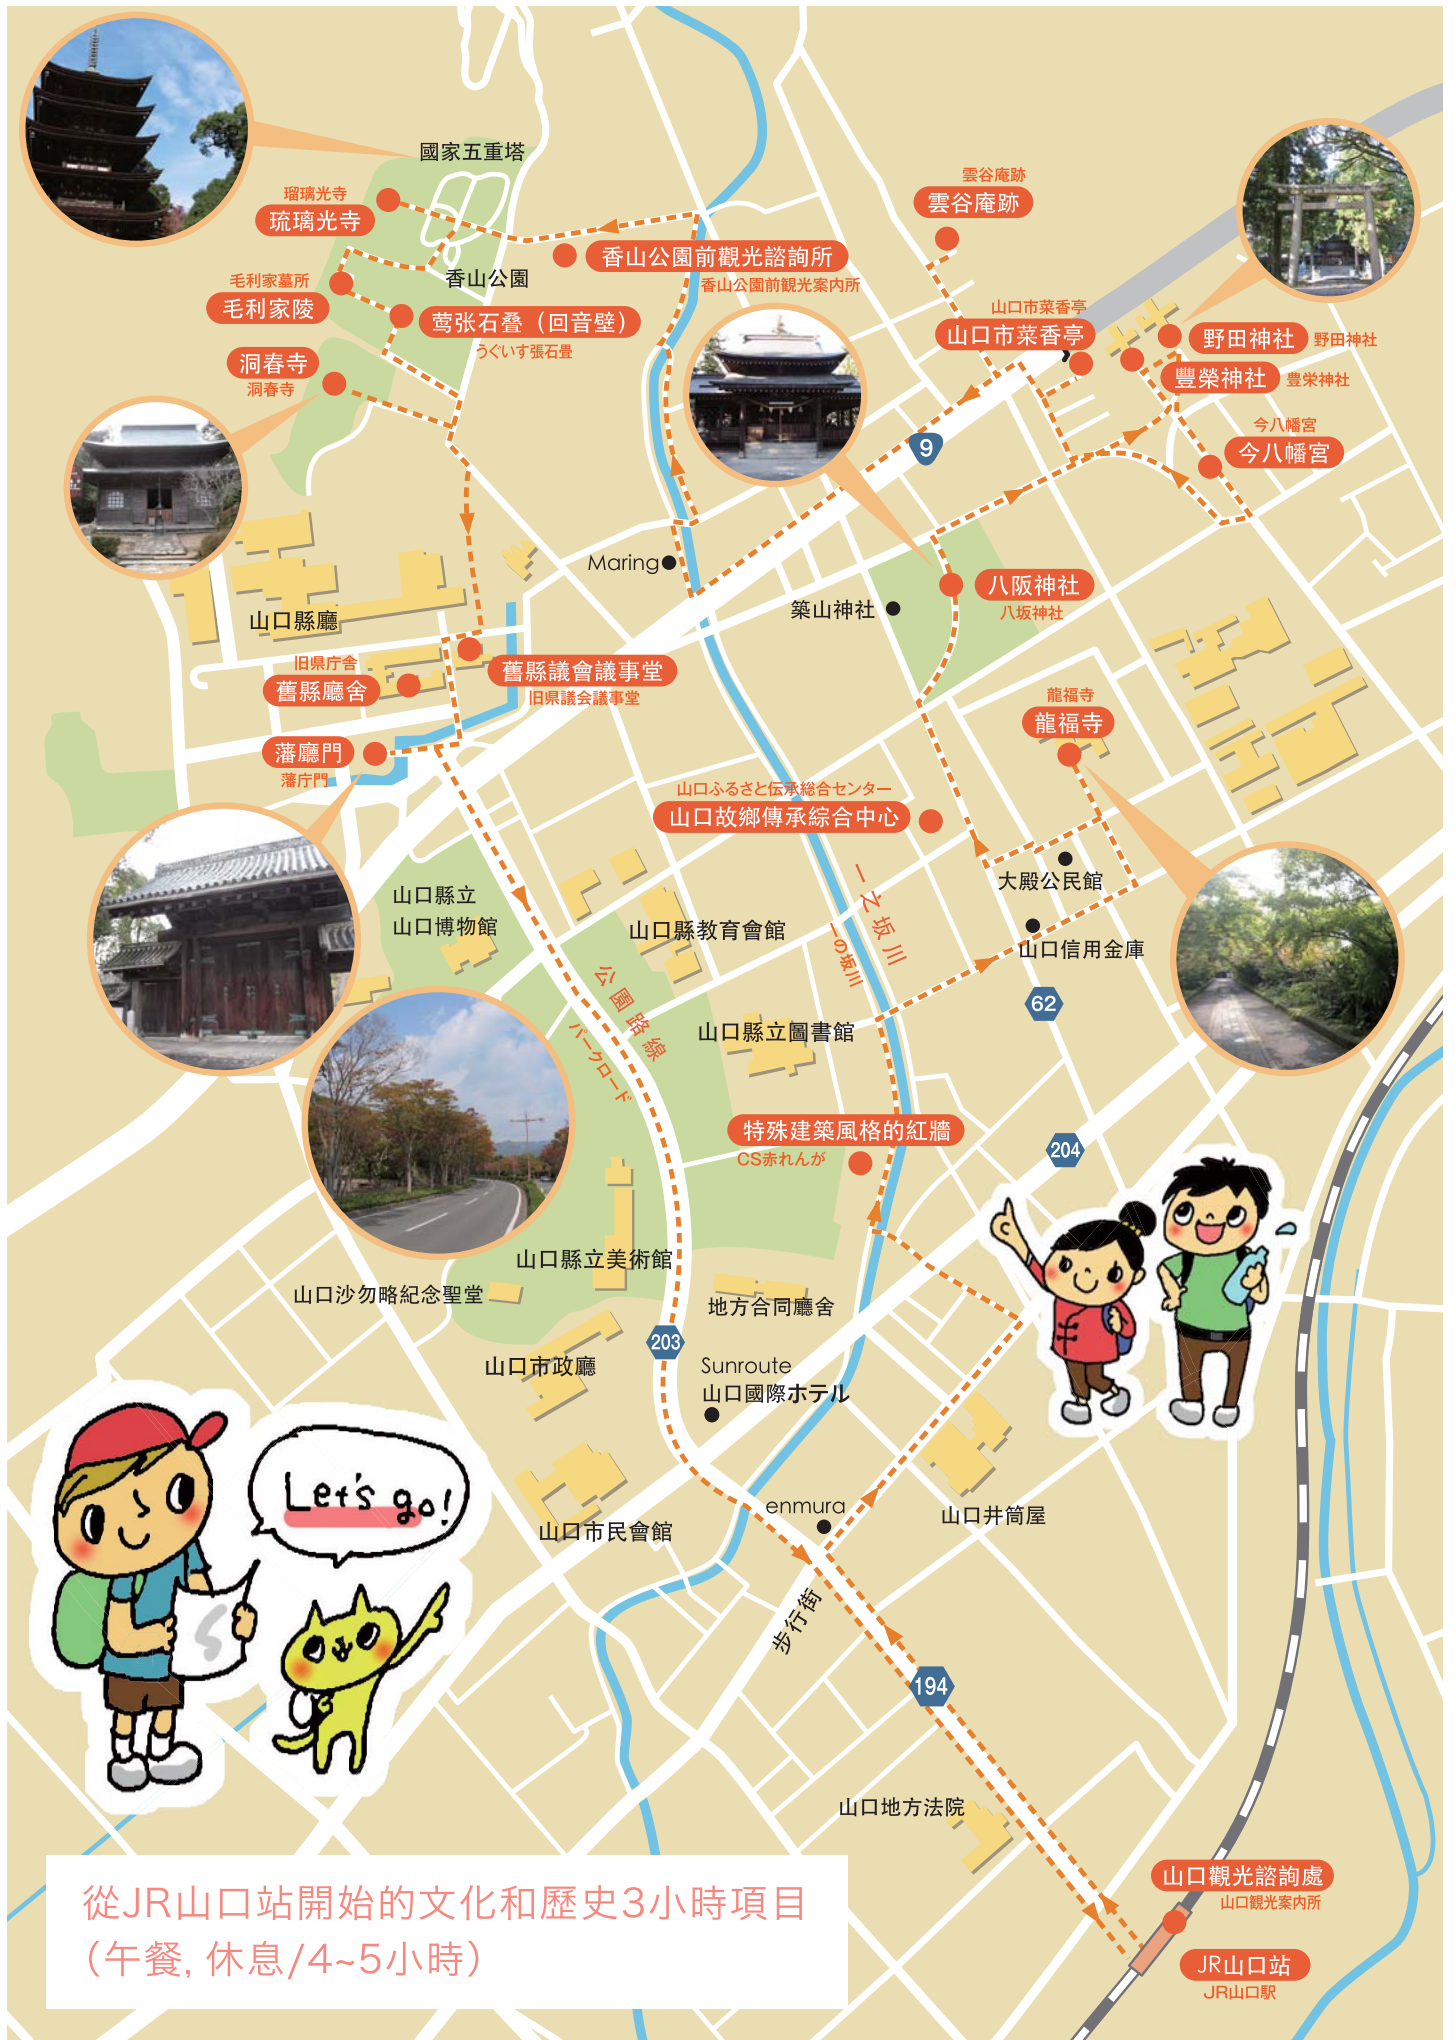 國家五重塔
瑠璃光寺
琉璃光寺
香山公園前觀光諮詢所
香山公園前観光案内所
香山公園
毛利家墓所
毛利家陵
莺张石叠（回音壁）
うぐいす張石畳
洞春寺
洞春寺
雲谷庵跡
雲谷庵跡
山口市菜香亭
山口市菜香亭
野田神社
野田神社
豐榮神社
豊栄神社
今八幡宮
今八幡宮
9
Maring
築山神社
八阪神社
八坂神社
山口縣廳
旧県庁舎
舊縣廳舍
舊縣議會議事堂
旧県議会議事堂
藩廳門
藩庁門
龍福寺
龍福寺
山口ふるさと伝承総合センター
山口故鄉傳承綜合中心
大殿公民館
山口信用金庫
62
一之坂川
一の坂川
山口縣立
山口博物館
山口縣教育會館
公園路線
パークロード
山口縣立圖書館
特殊建築風格的紅牆
CS赤れんが
204
山口縣立美術館
山口沙勿略紀念聖堂
地方合同廳舍
203
山口市政廳
Sunroute
山口國際ホテル
山口市民會館
enmura
山口井筒屋
步行街
194
Let's go!
山口地方法院
山口觀光諮詢處
山口観光案内所
JR山口站
JR山口駅
從JR山口站開始的文化和歷史3小時項目
（午餐, 休息/4~5小時）